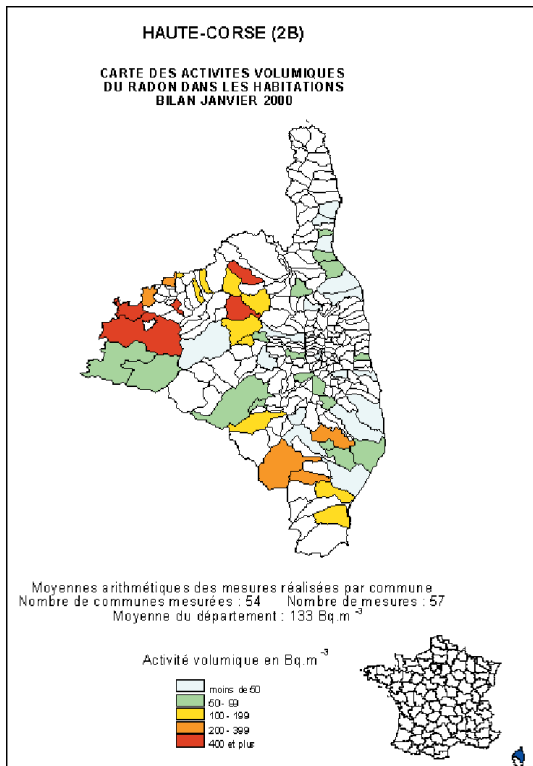 HAUTE-CORSE (2B)
CARTE DES ACTIVITES VOLUMIQUES
DU RADON DANS LES HABITATIONS
BILAN JANVIER 2000
Moyennes arithmétiques des mesures réalisées par commune
Nombre de communes mesurées : 54 Nombre de mesures : 57
Moyenne du département : 133 Bq.m⁻³
Activité volumique en Bq.m⁻³
moins de 50
50 - 99
100 - 199
200 - 399
400 et plus